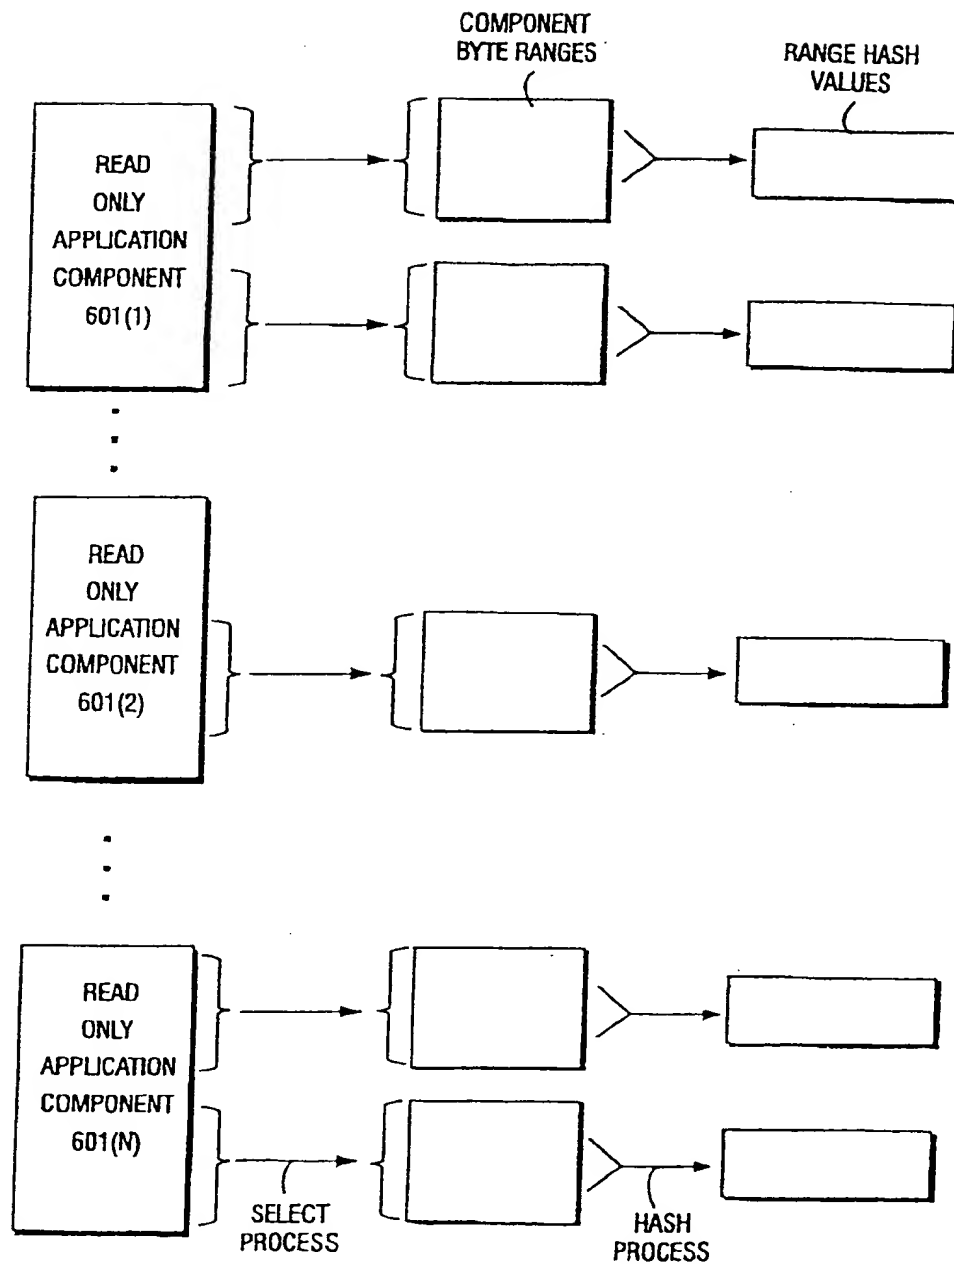 COMPONENT
BYTE RANGES
RANGE HASH
VALUES
READ
ONLY
APPLICATION
COMPONENT
601(1)
READ
ONLY
APPLICATION
COMPONENT
601(2)
READ
ONLY
APPLICATION
COMPONENT
601(N)
SELECT
PROCESS
HASH
PROCESS